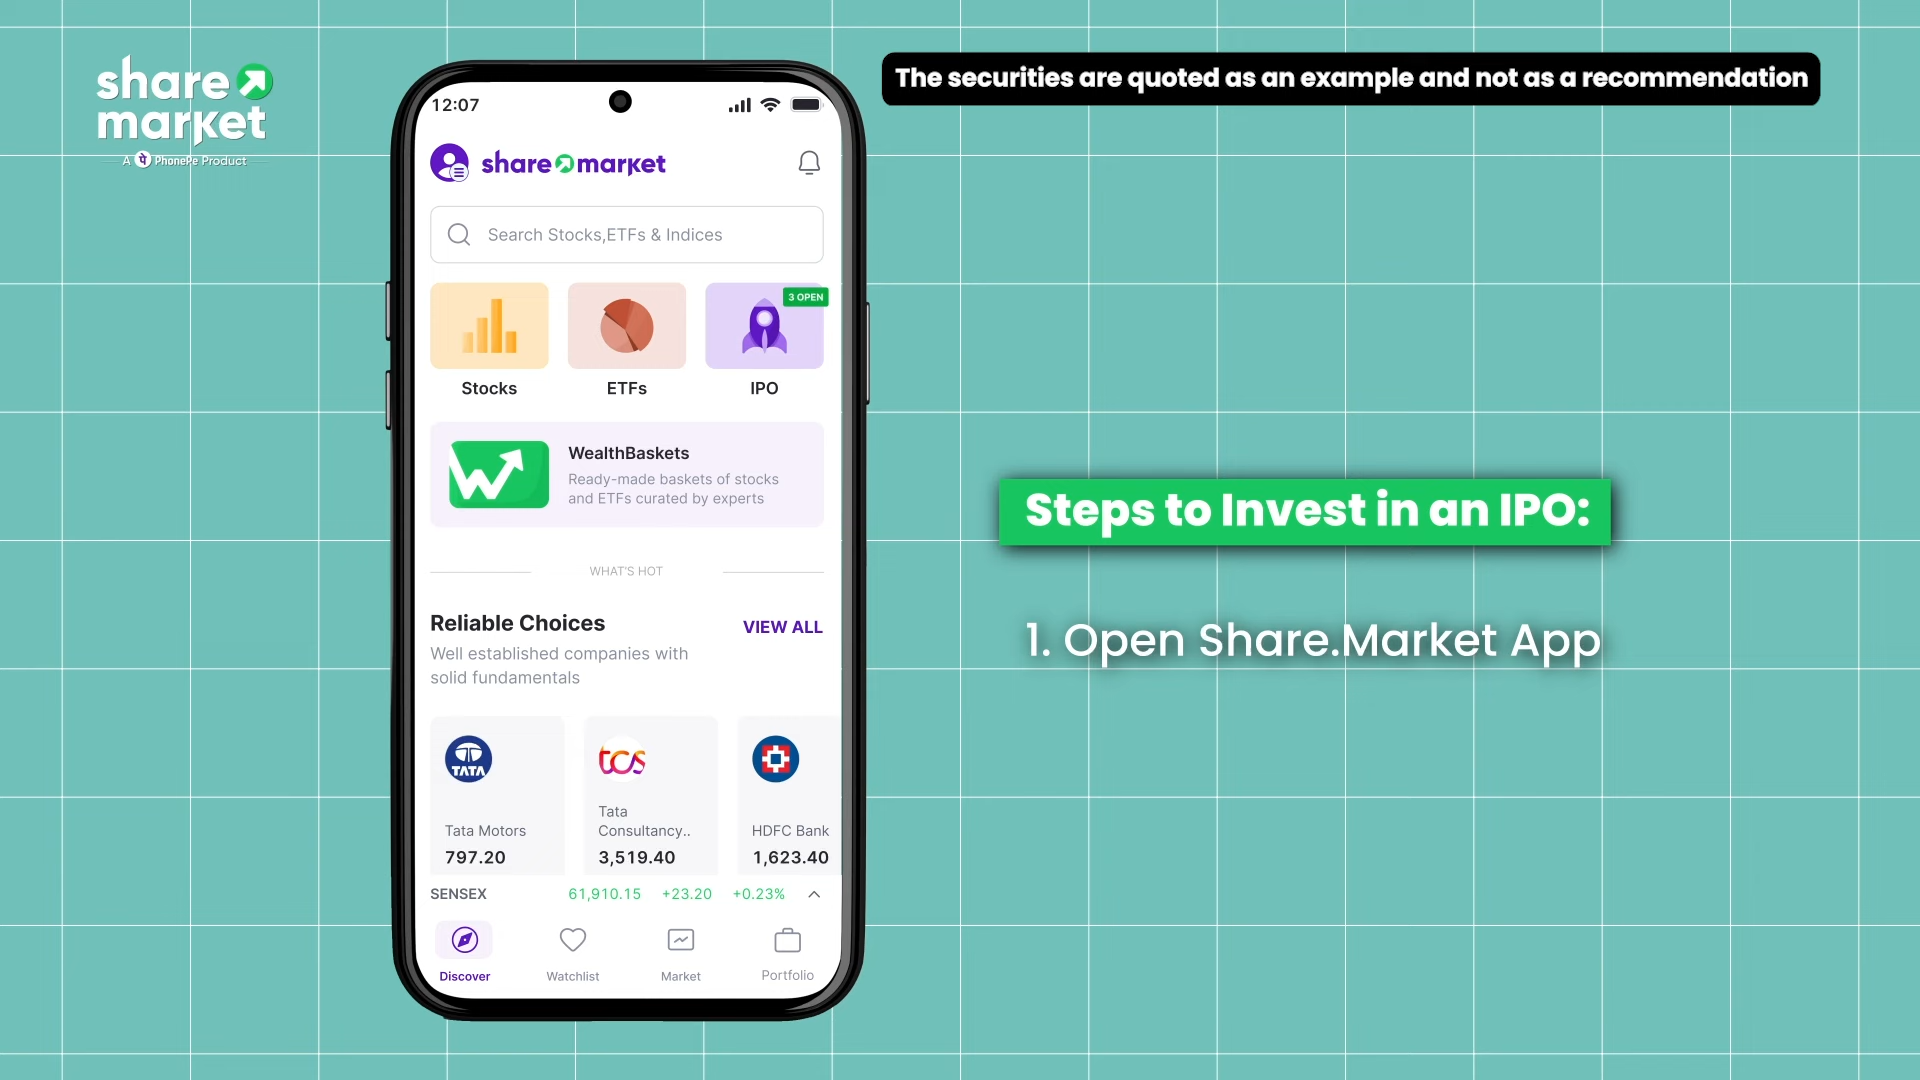 share
market
A PhonePe Product
The securities are quoted as an example and not as a recommendation
12:07
share market
Search Stocks,ETFs & Indices
3 OPEN
Stocks
ETFs
IPO
WealthBaskets
Ready-made baskets of stocks
and ETFs curated by experts
WHAT'S HOT
Reliable Choices
VIEW ALL
Well established companies with
solid fundamentals
TATA
tcs
Tata Motors
797.20
Tata
Consultancy..
3,519.40
HDFC Bank
1,623.40
SENSEX 61,910.15 +23.20 +0.23%
Discover
Watchlist
Market
Portfolio
Steps to Invest in an IPO:
1. Open Share.Market App